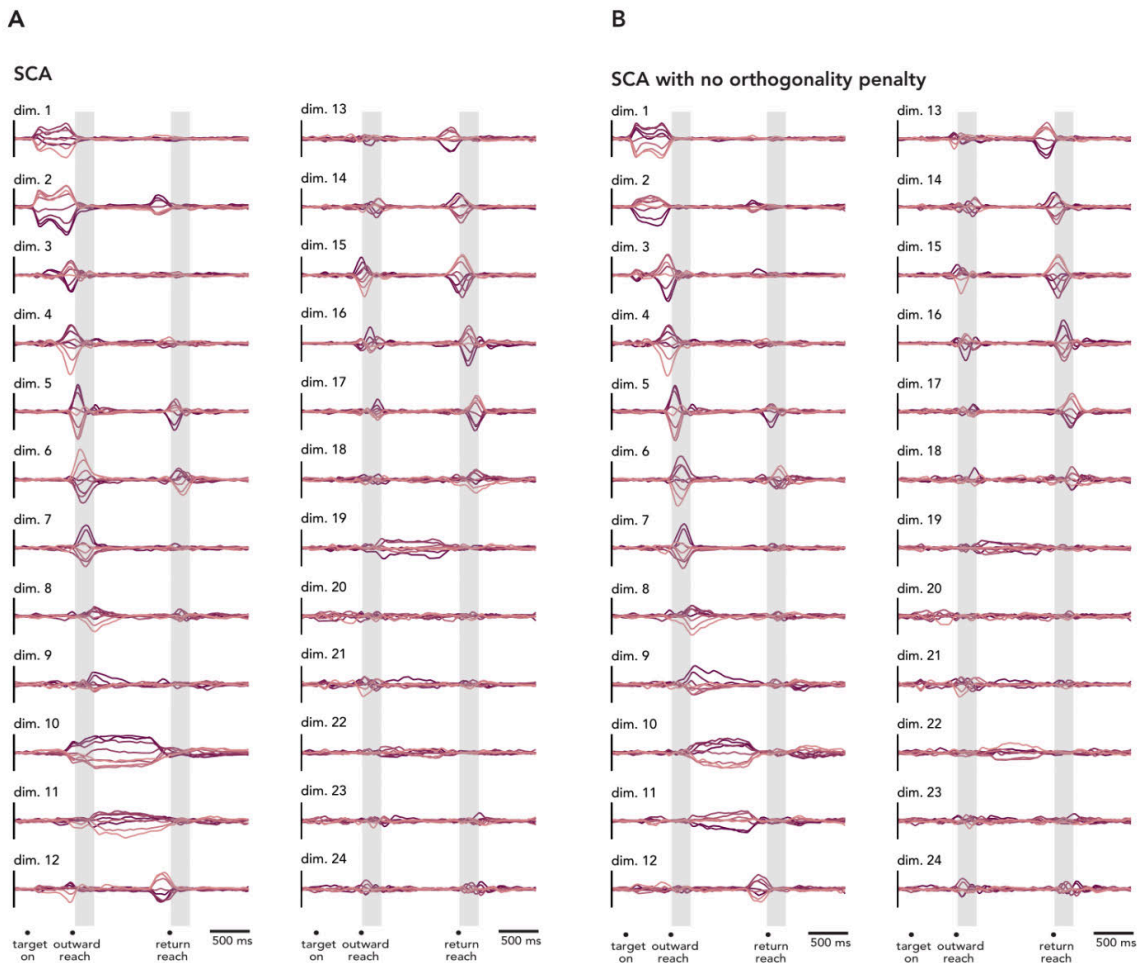 A
SCA
dim. 1
dim. 2
dim. 3
dim. 4
dim. 5
dim. 6
dim. 7
dim. 8
dim. 9
dim. 10
dim. 11
dim. 12
dim. 13
dim. 14
dim. 15
dim. 16
dim. 17
dim. 18
dim. 19
dim. 20
dim. 21
dim. 22
dim. 23
dim. 24
target on
outward reach
return reach
500 ms
target on
outward reach
return reach
500 ms
B
SCA with no orthogonality penalty
dim. 1
dim. 2
dim. 3
dim. 4
dim. 5
dim. 6
dim. 7
dim. 8
dim. 9
dim. 10
dim. 11
dim. 12
dim. 13
dim. 14
dim. 15
dim. 16
dim. 17
dim. 18
dim. 19
dim. 20
dim. 21
dim. 22
dim. 23
dim. 24
target on
outward reach
return reach
500 ms
target on
outward reach
return reach
500 ms